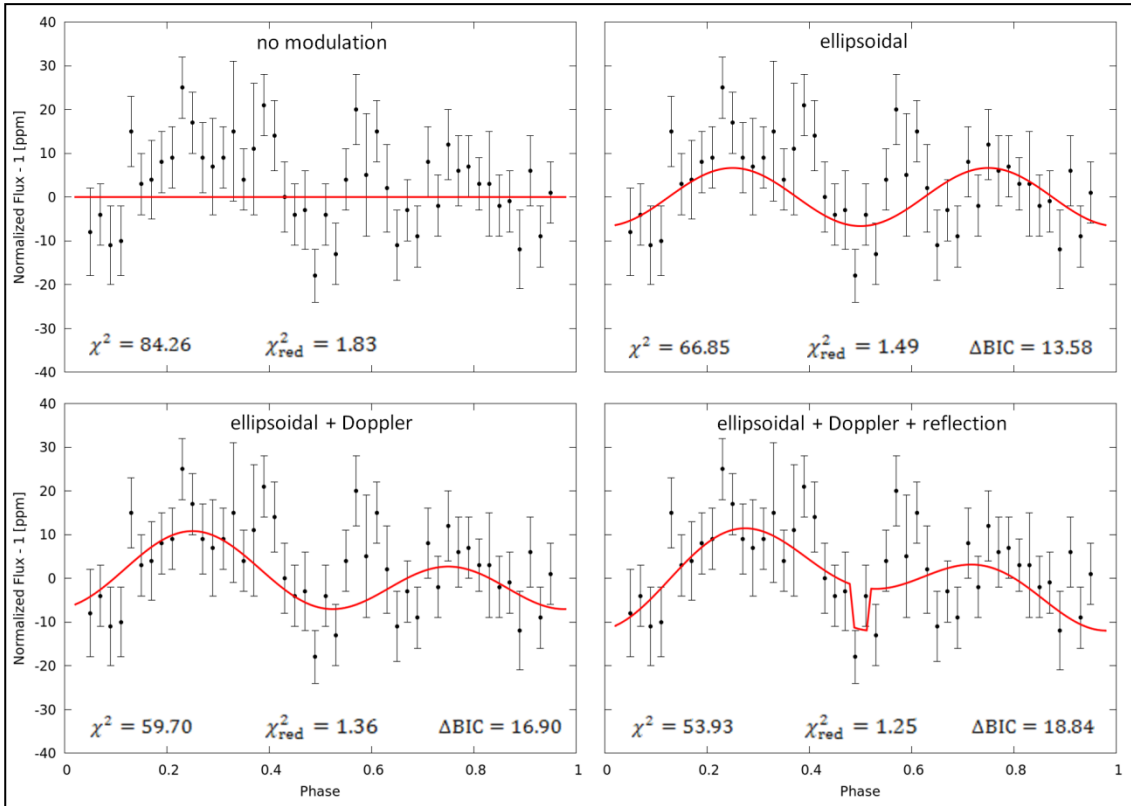 no modulation
ellipsoidal
Normalized Flux - 1 [ppm]
40
30
20
10
0
-10
-20
-30
-40
χ² = 84.26 χ²red = 1.83
χ² = 66.85 χ²red = 1.49 ΔBIC = 13.58
ellipsoidal + Doppler
ellipsoidal + Doppler + reflection
Normalized Flux - 1 [ppm]
40
30
20
10
0
-10
-20
-30
-40
χ² = 59.70 χ²red = 1.36 ΔBIC = 16.90
χ² = 53.93 χ²red = 1.25 ΔBIC = 18.84
0 0.2 0.4 0.6 0.8 1
0 0.2 0.4 0.6 0.8 1
Phase
Phase